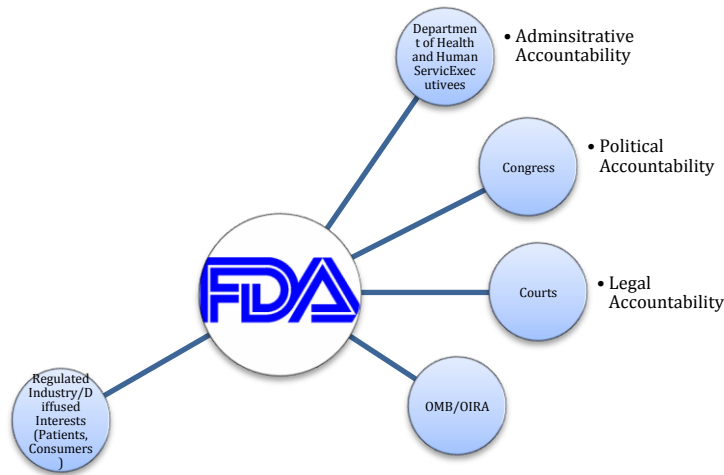 Departmen
t of Health
and Human
ServicExec
utivees
• Adminsitrative
Accountability
Congress
• Political
Accountability
FDA
Courts
• Legal
Accountability
OMB/OIRA
Regulated
Industry/D
iffused
Interests
(Patients,
Consumers
)